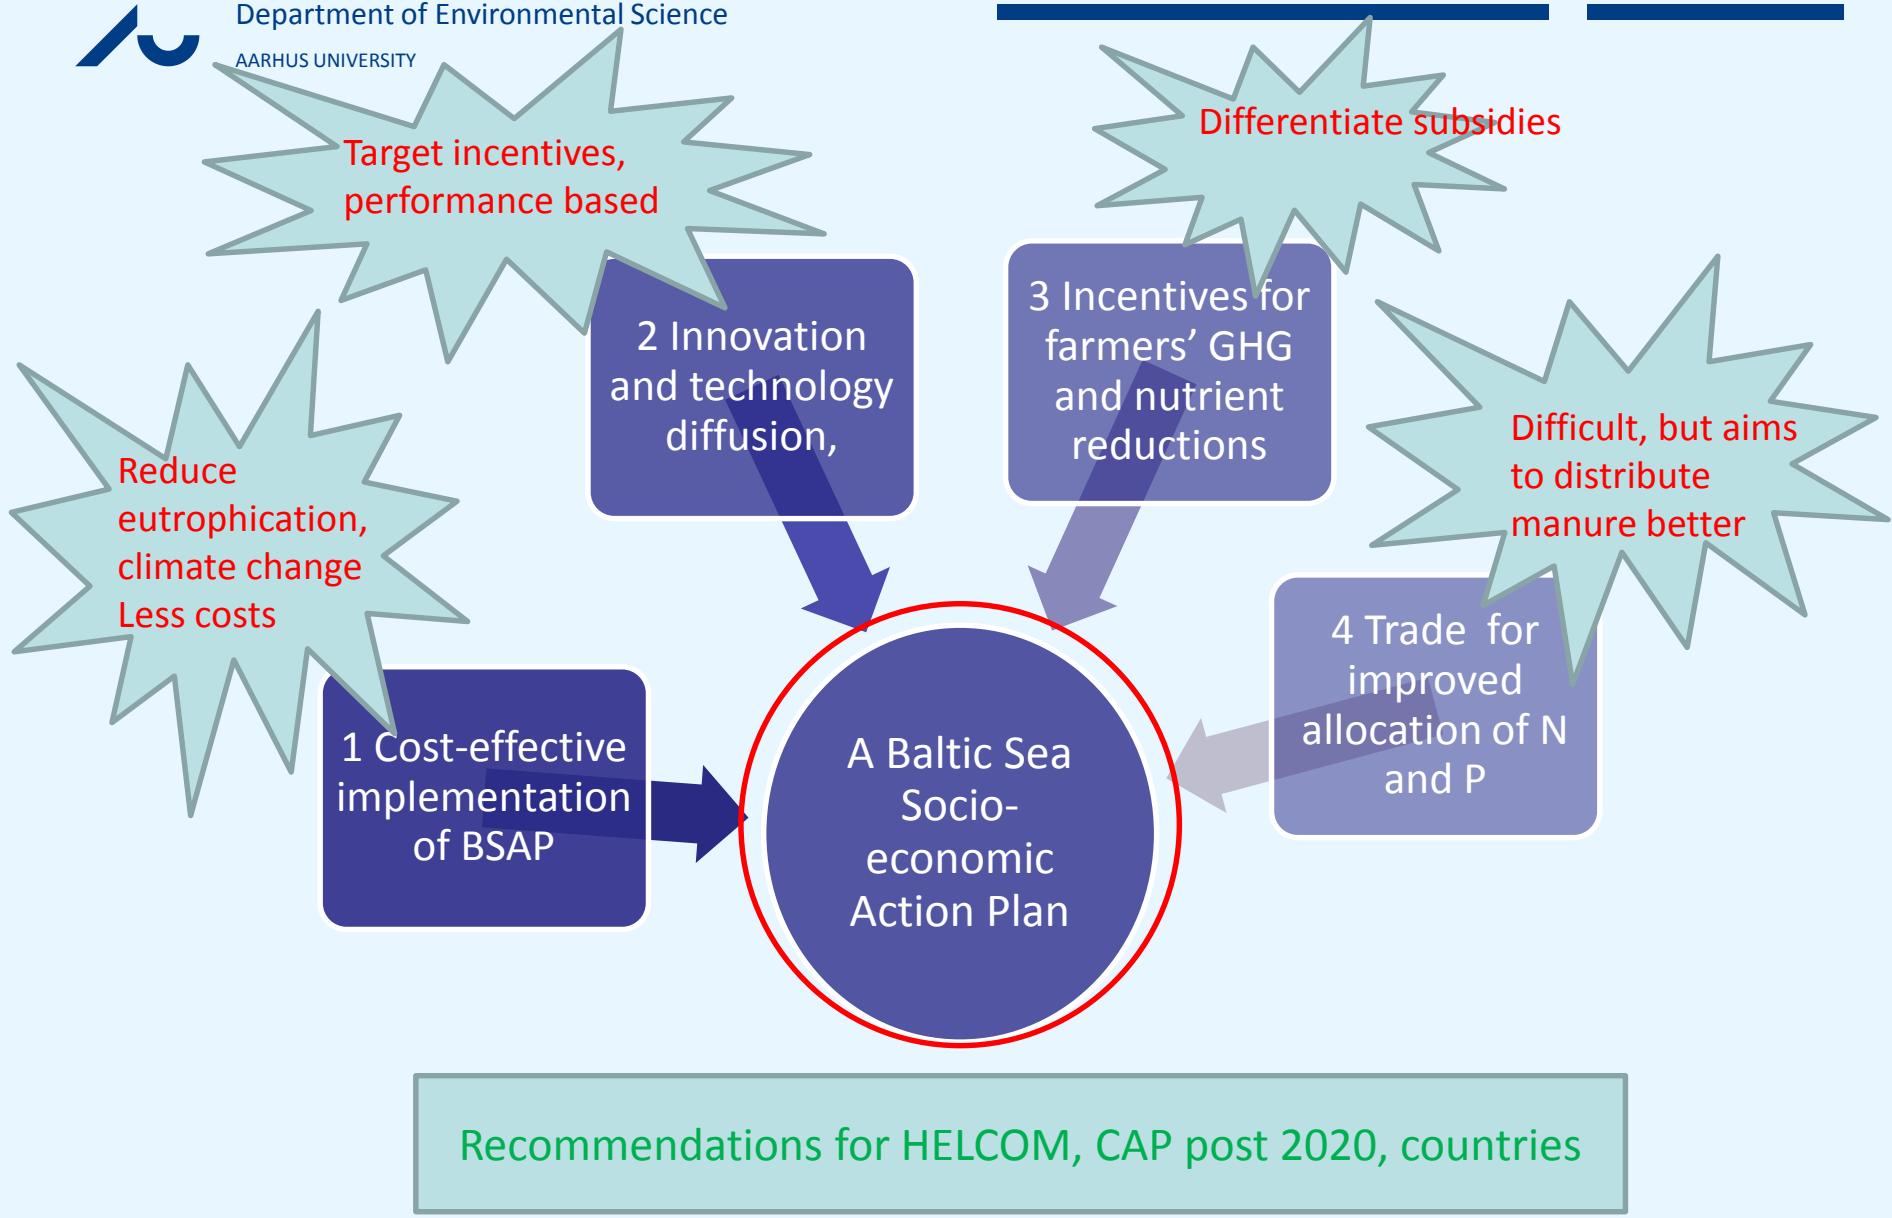 Department of Environmental Science
AARHUS UNIVERSITY
Target incentives,
performance based
Differentiate subsidies
Reduce
eutrophication,
climate change
Less costs
2 Innovation
and technology
diffusion,
3 Incentives for
farmers’ GHG
and nutrient
reductions
Difficult, but aims
to distribute
manure better
1 Cost-effective
implementation
of BSAP
4 Trade  for
improved
allocation of N
and P
A Baltic Sea
Socio-
economic
Action Plan
Recommendations for HELCOM, CAP post 2020, countries